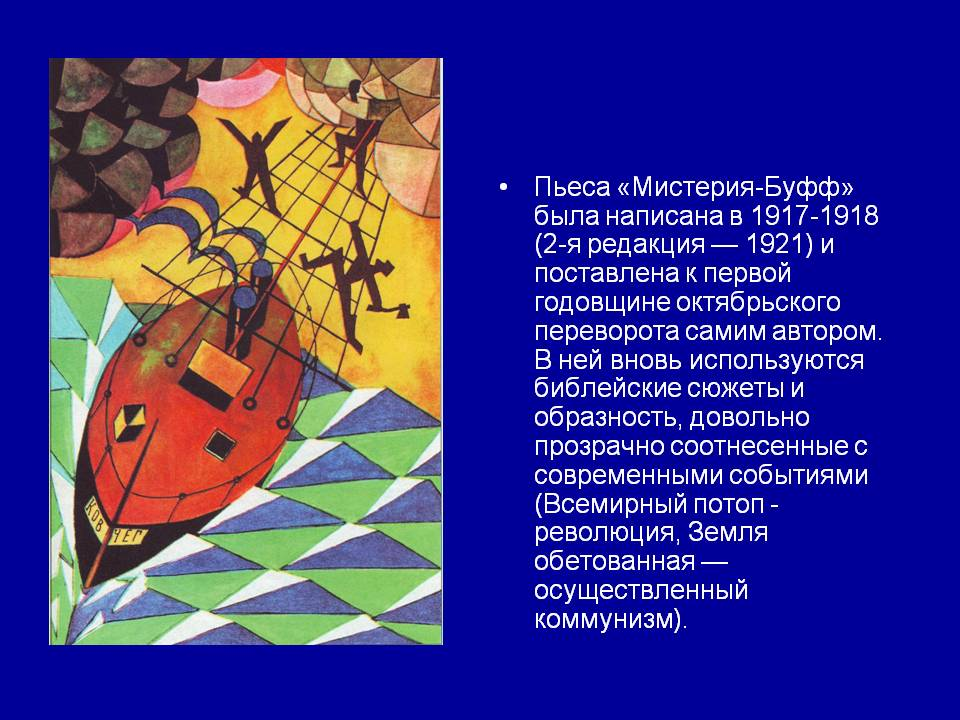 КОВ ЧЕГ
• Пьеса «Мистерия-Буфф»
была написана в 1917-1918
(2-я редакция — 1921) и
поставлена к первой
годовщине октябрьского
переворота самим автором.
В ней вновь используются
библейские сюжеты и
образность, довольно
прозрачно соотнесенные с
современными событиями
(Всемирный потоп -
революция, Земля
обетованная —
осуществленный
коммунизм).